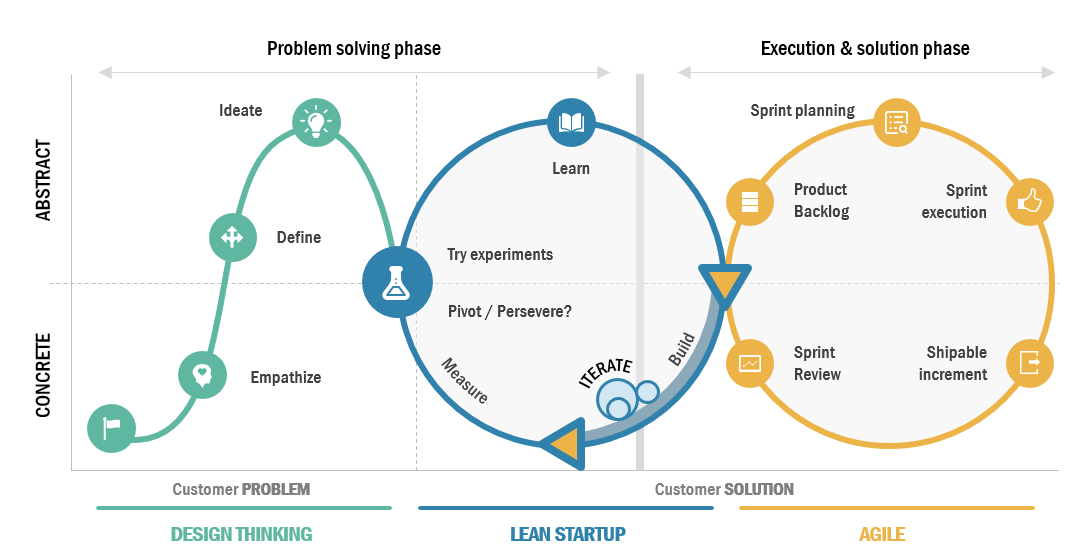 Problem solving phase
Execution & solution phase
ABSTRACT
CONCRETE
Ideate
Define
Empathize
Learn
Try experiments
Pivot / Persevere?
Measure
ITERATE
Build
Sprint planning
Product
Backlog
Sprint
execution
Sprint
Review
Shipable
increment
Customer PROBLEM
Customer SOLUTION
DESIGN THINKING
LEAN STARTUP
AGILE